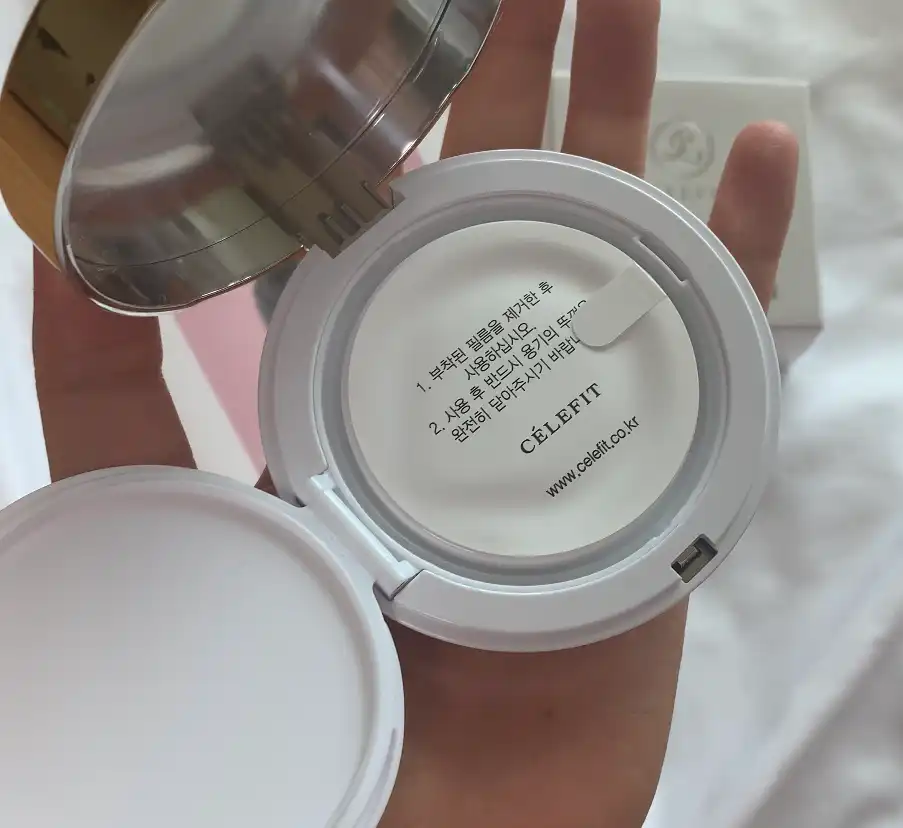 1. 부착된 필름을 제거한 후
사용하십시오.
2. 사용 후 반드시 용기의
완전히 닫아주시기
CÉLEFIT
www.celefit.co.kr